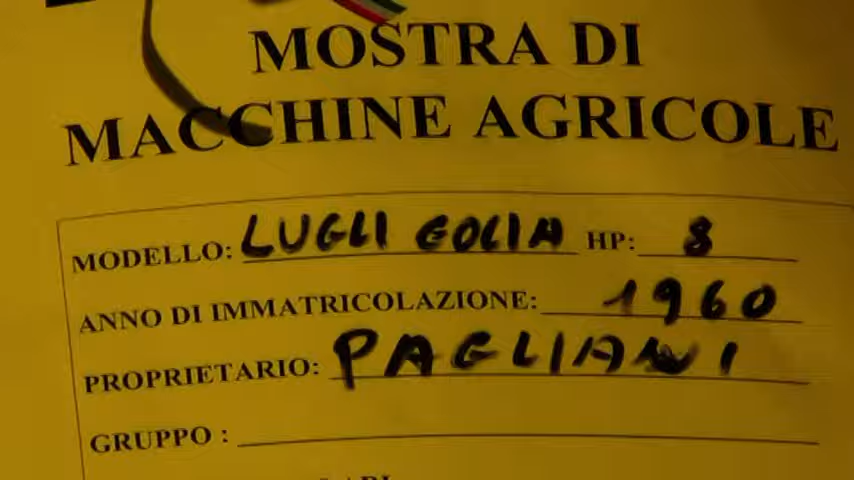 MOSTRA DI
MACCHINE AGRICOLE
MODELLO: LUGLI GOLIA HP: 8
ANNO DI IMMATRICOLAZIONE: 1960
PROPRIETARIO: PAGLIANI
GRUPPO :